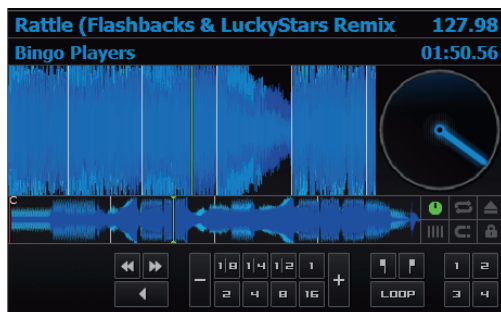 Rattle (Flashbacks & LuckyStars Remix 127.98
Bingo Players 01:50.56
C
1|8 1|4 1|2 1 1 2
- +
2 4 8 16 LOOP 3 4